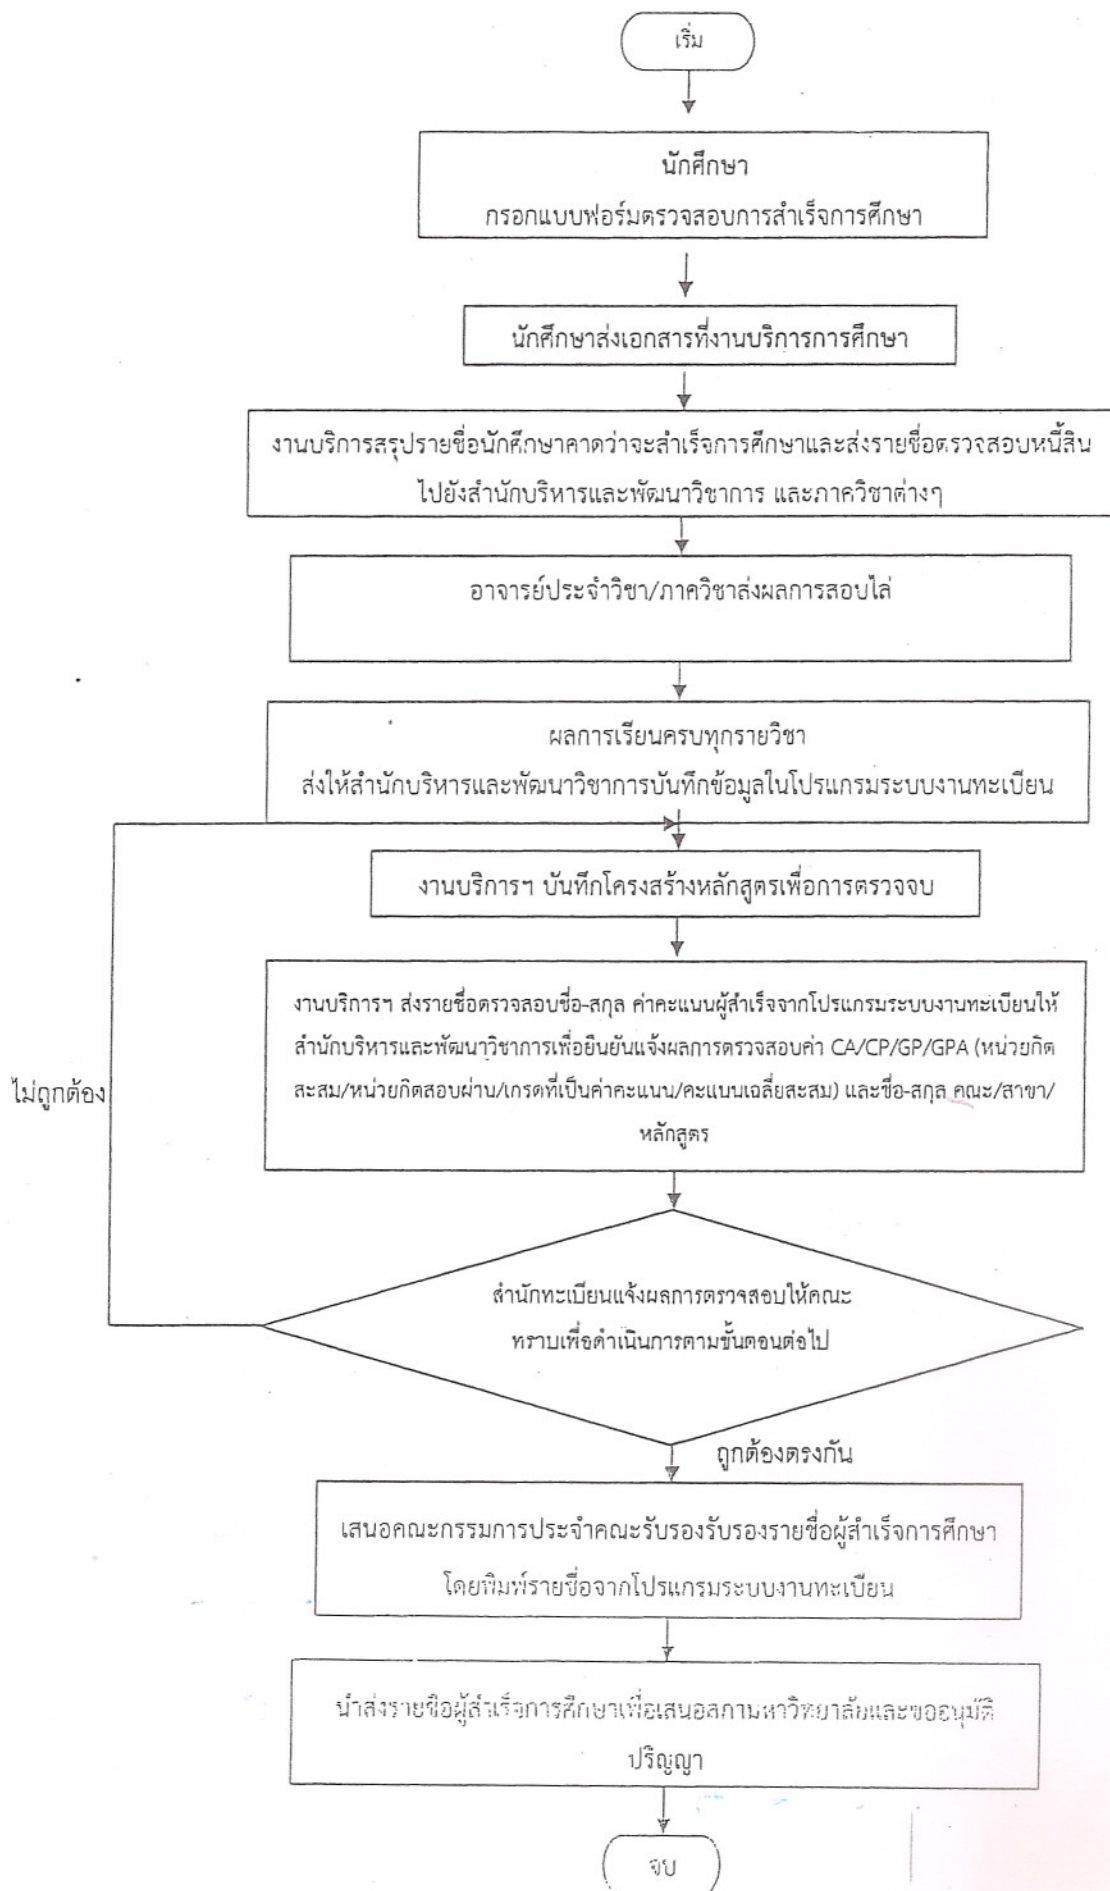 เริ่ม
นักศึกษา
กรอกแบบฟอร์มตรวจสอบการสำเร็จการศึกษา
นักศึกษาส่งเอกสารที่งานบริการการศึกษา
งานบริการสรุปรายชื่อนักศึกษาคาดว่าจะสำเร็จการศึกษาและส่งรายชื่อตรวจสอบหนี้สิน
ไปยังสำนักบริหารและพัฒนาวิชาการ และภาควิชาต่างๆ
อาจารย์ประจำวิชา/ภาควิชาส่งผลการสอบไล่
ผลการเรียนครบทุกรายวิชา
ส่งให้สำนักบริหารและพัฒนาวิชาการบันทึกข้อมูลในโปรแกรมระบบงานทะเบียน
งานบริการฯ บันทึกโครงสร้างหลักสูตรเพื่อการตรวจจบ
งานบริการฯ ส่งรายชื่อตรวจสอบชื่อ-สกุล ค่าคะแนนผู้สำเร็จจากโปรแกรมระบบงานทะเบียนให้
สำนักบริหารและพัฒนาวิชาการเพื่อยืนยันแจ้งผลการตรวจสอบค่า CA/CP/GP/GPA (หน่วยกิต
สะสม/หน่วยกิตสอบผ่าน/เกรดที่เป็นค่าคะแนน/คะแนนเฉลี่ยสะสม) และชื่อ-สกุล คณะ/สาขา/
หลักสูตร
ไม่ถูกต้อง
สำนักทะเบียนแจ้งผลการตรวจสอบให้คณะ
ทราบเพื่อดำเนินการตามขั้นตอนต่อไป
ถูกต้องตรงกัน
เสนอคณะกรรมการประจำคณะรับรองรับรองรายชื่อผู้สำเร็จการศึกษา
โดยพิมพ์รายชื่อจากโปรแกรมระบบงานทะเบียน
นำส่งรายชื่อผู้สำเร็จการศึกษาเพื่อเสนอสภามหาวิทยาลัยและขออนุมัติ
ปริญญา
จบ